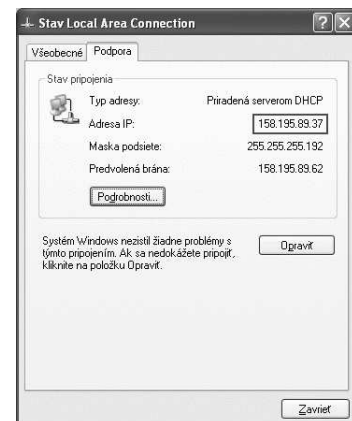 Stav Local Area Connection
Všeobecné Podpora
Stav pripojenia
Typ adresy: Priradená serverom DHCP
Adresa IP: 158.195.89.37
Maska podsiete: 255.255.255.192
Predvolená brána: 158.195.89.62
Podrobnosti...
Systém Windows nezistil žiadne problémy s
týmto pripojením. Ak sa nedokážete pripojiť,
kliknite na položku Opraviť.
Opraviť
Zavrieť